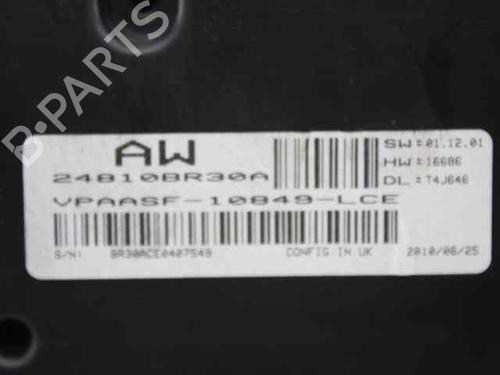 B-PARTS
AW
24810BR30A
VPAASF-10849-LCE
SW:01.12.01
HW:16686
DL:T4J646
S/N: BR30ACE0407549
CONFIG IN UK
2010/06/25